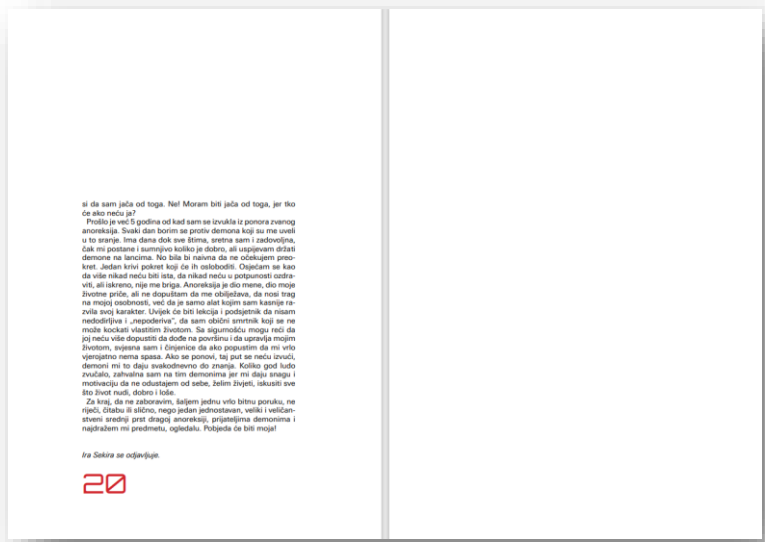 si da sam jača od toga. Ne! Moram biti jača od toga, jer tko
će ako neću ja?
Prošlo je već 5 godina od kad sam se izvukla iz ponora zvanog
anoreksija. Svaki dan borim se protiv demona koji su me uveli
u to sranje. Ima dana dok sve štima, sretna sam i zadovoljna,
čak mi postane i sumnjivo koliko je dobro, ali uspijevam držati
demone na lancima. No bila bi naivna da ne očekujem preo-
kret. Jedan krivi pokret koji će ih osloboditi. Osjećam se kao
da više nikad neću biti ista, da nikad neću u potpunosti ozdra-
viti, ali iskreno, nije me briga. Anoreksija je dio mene, dio moje
životne priče, ali ne dopuštam da me obilježava, da nosi trag
na mojoj osobnosti, već da je samo alat kojim sam kasnije ra-
zvila svoj karakter. Uvijek će biti lekcija i podsjetnik da nisam
nedodirljiva i „nepoderiva“, da sam obični smrtnik koji se ne
može kockati vlastitim životom. Sa sigurnošću mogu reći da
joj neću više dopustiti da dođe na površinu i da upravlja mojim
životom, svjesna sam i činjenice da ako popustim da mi vrlo
vjerojatno nema spasa. Ako se ponovi, taj put se neću izvući,
demoni mi to daju svakodnevno do znanja. Koliko god ludo
zvučalo, zahvalna sam na tim demonima jer mi daju snagu i
motivaciju da ne odustajem od sebe, želim živjeti, iskusiti sve
što život nudi, dobro i loše.
Za kraj, da ne zaboravim, šaljem jednu vrlo bitnu poruku, ne
riječi, čitabu ili slično, nego jedan jednostavan, veliki i veličan-
stveni srednji prst dragoj anoreksiji, prijateljima demonima i
najdražem mi predmetu, ogledalu. Pobjeda će biti moja!
Ira Sekira se odjavljuje.
20